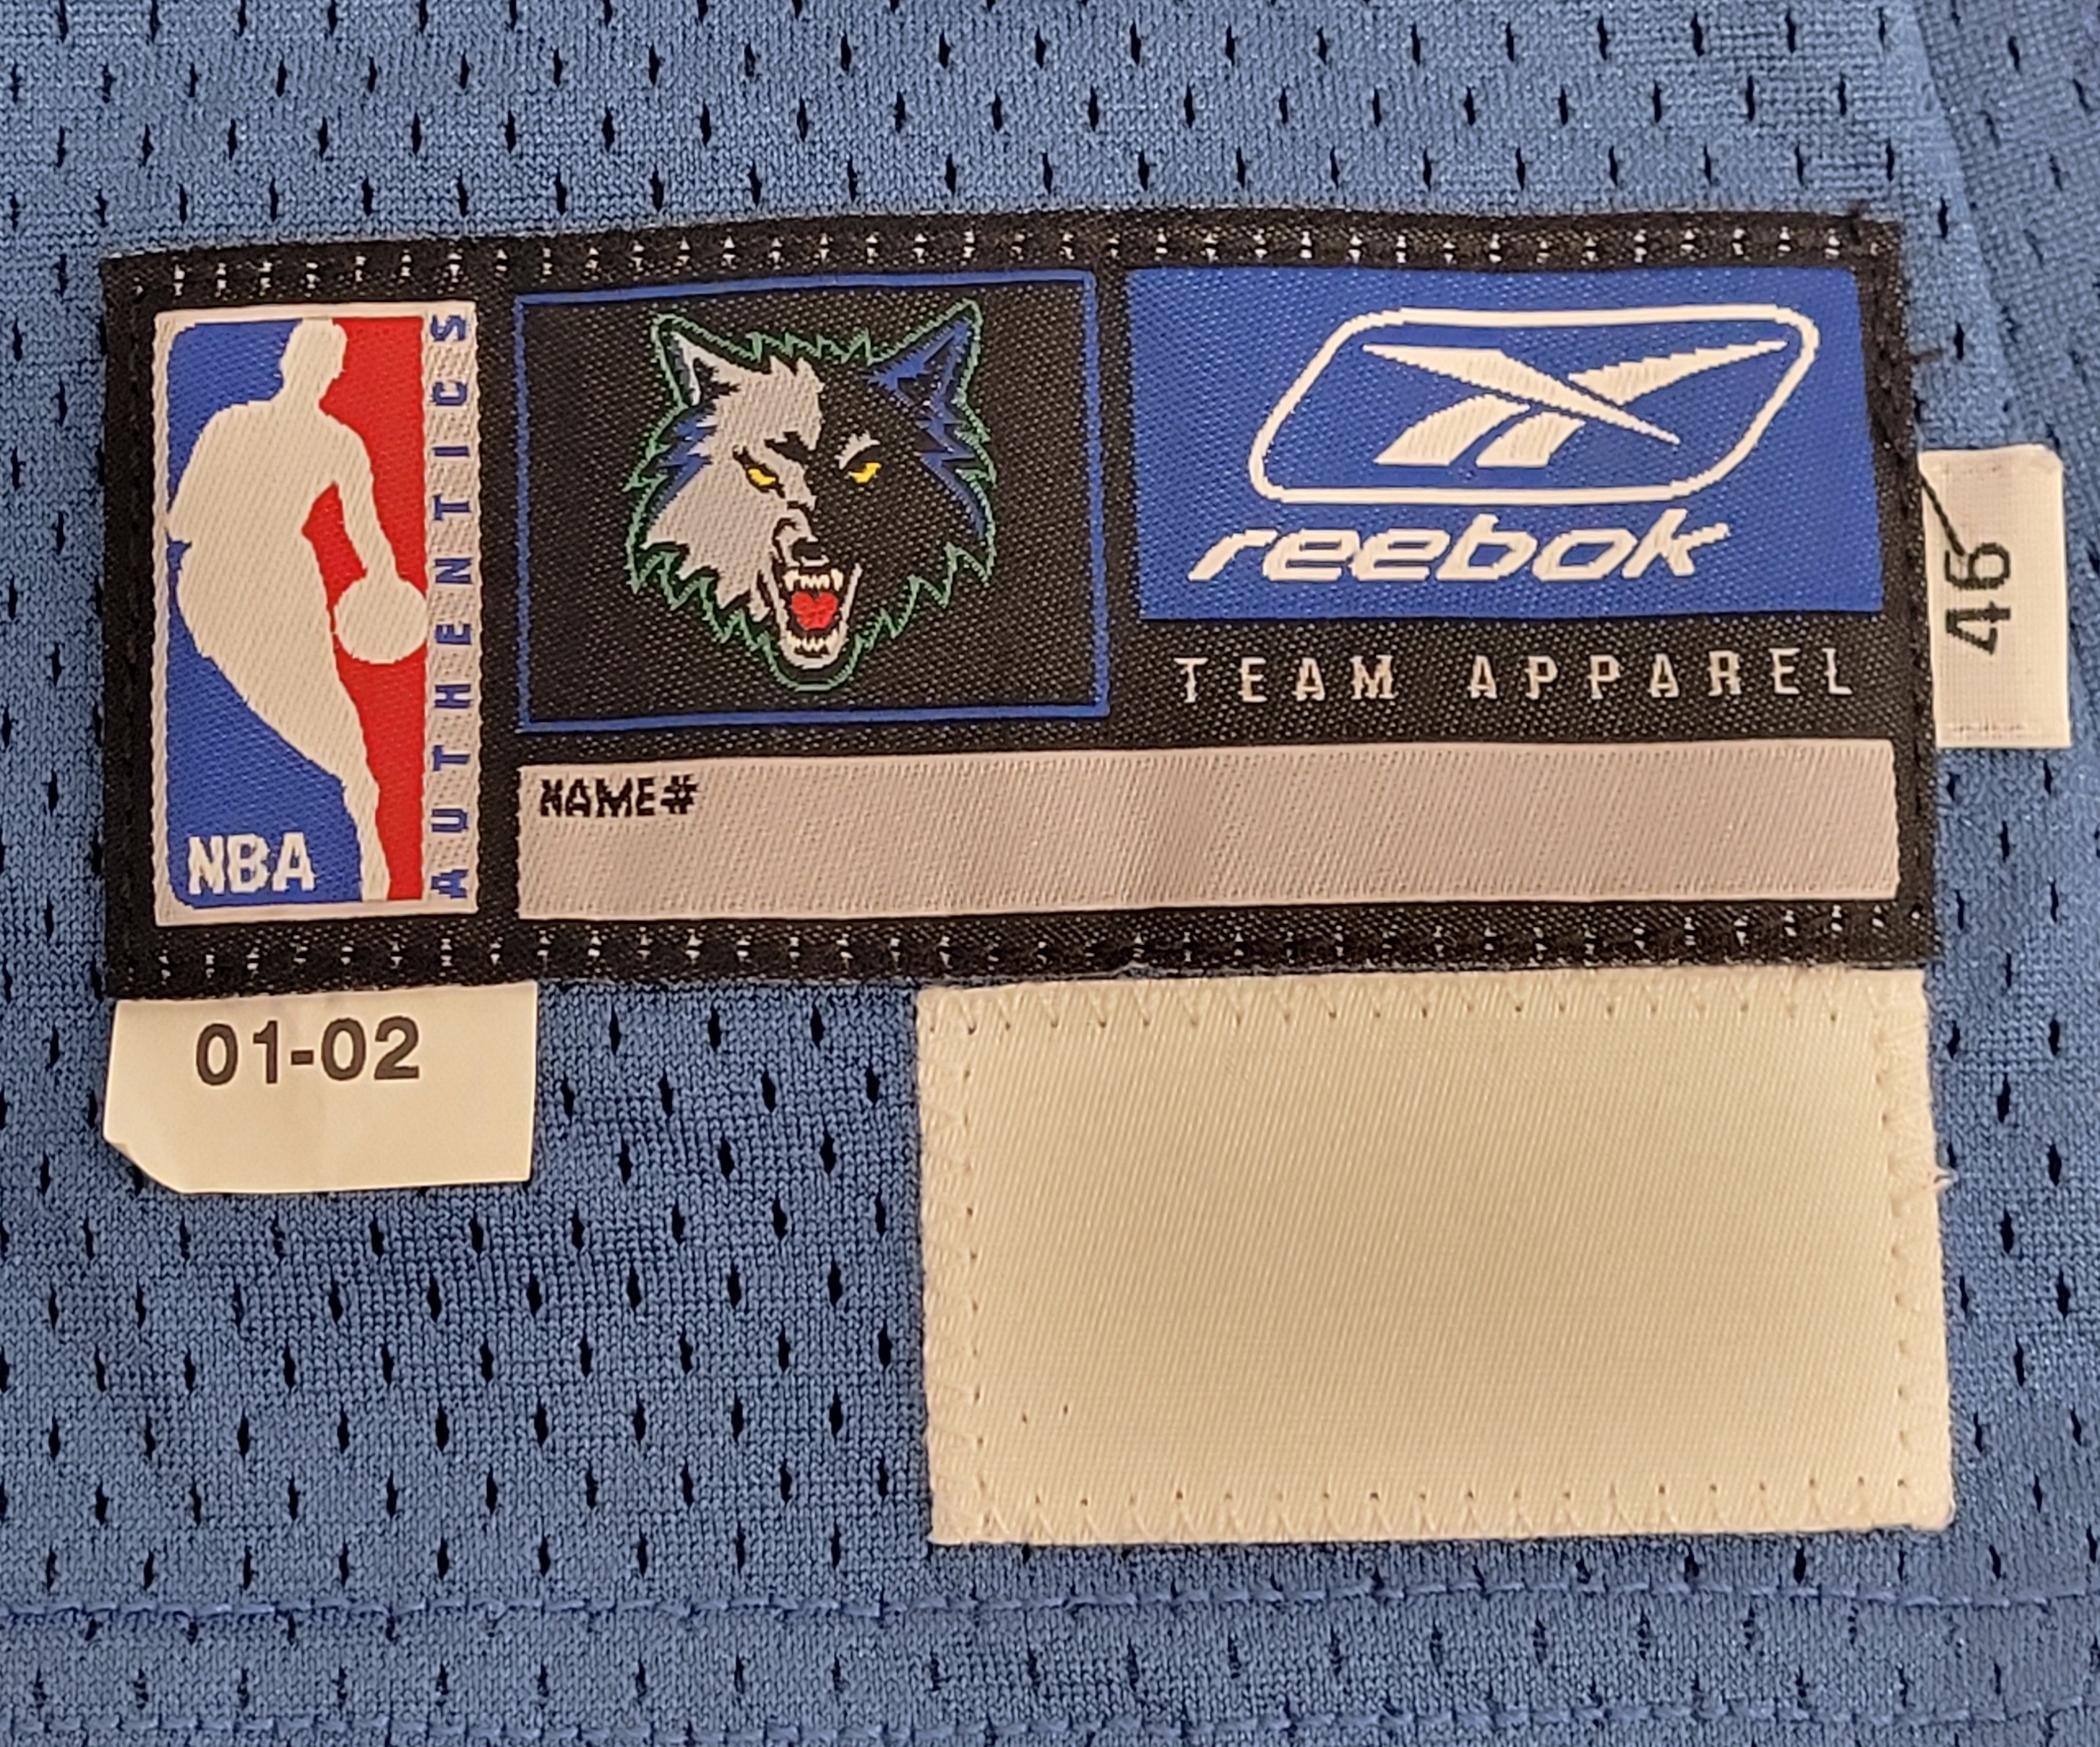 NBA
AUTHENTICS
reebok
TEAM APPAREL
46
NAME#
01-02